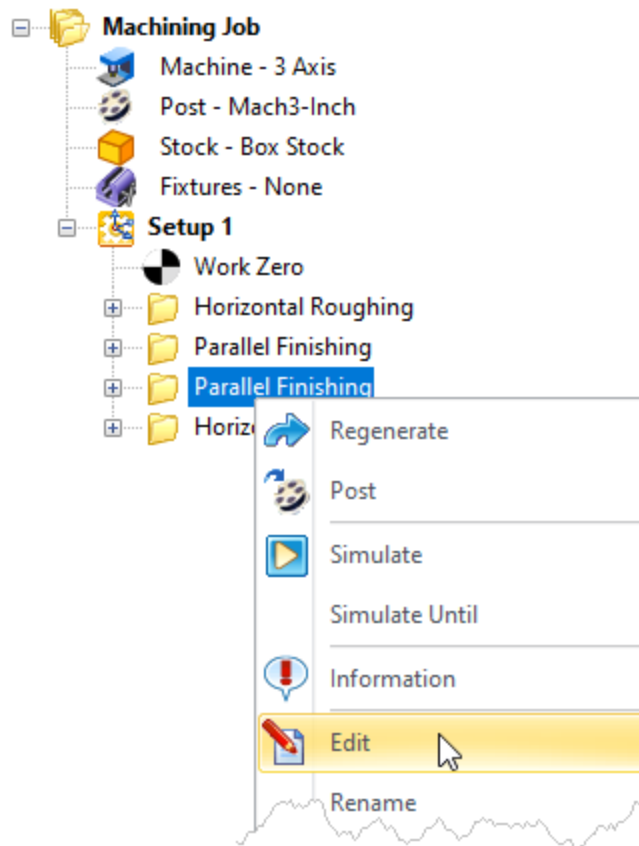 Machining Job
Machine - 3 Axis
Post - Mach3-Inch
Stock - Box Stock
Fixtures - None
Setup 1
Work Zero
Horizontal Roughing
Parallel Finishing
Parallel Finishing
Regenerate
Post
Simulate
Simulate Until
Information
Edit
Rename